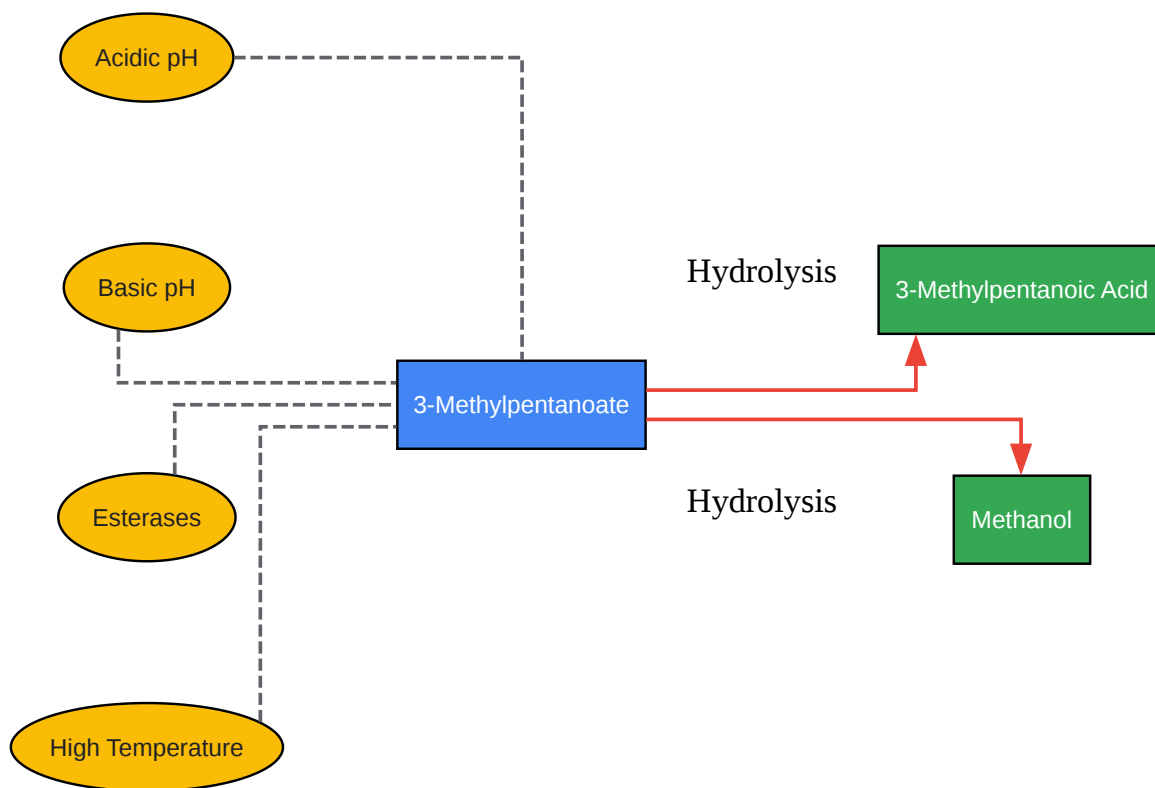 Acidic pH
Basic pH
Hydrolysis
3-Methylpentanoic Acid
3-Methylpentanoate
Esterases
Hydrolysis
Methanol
High Temperature